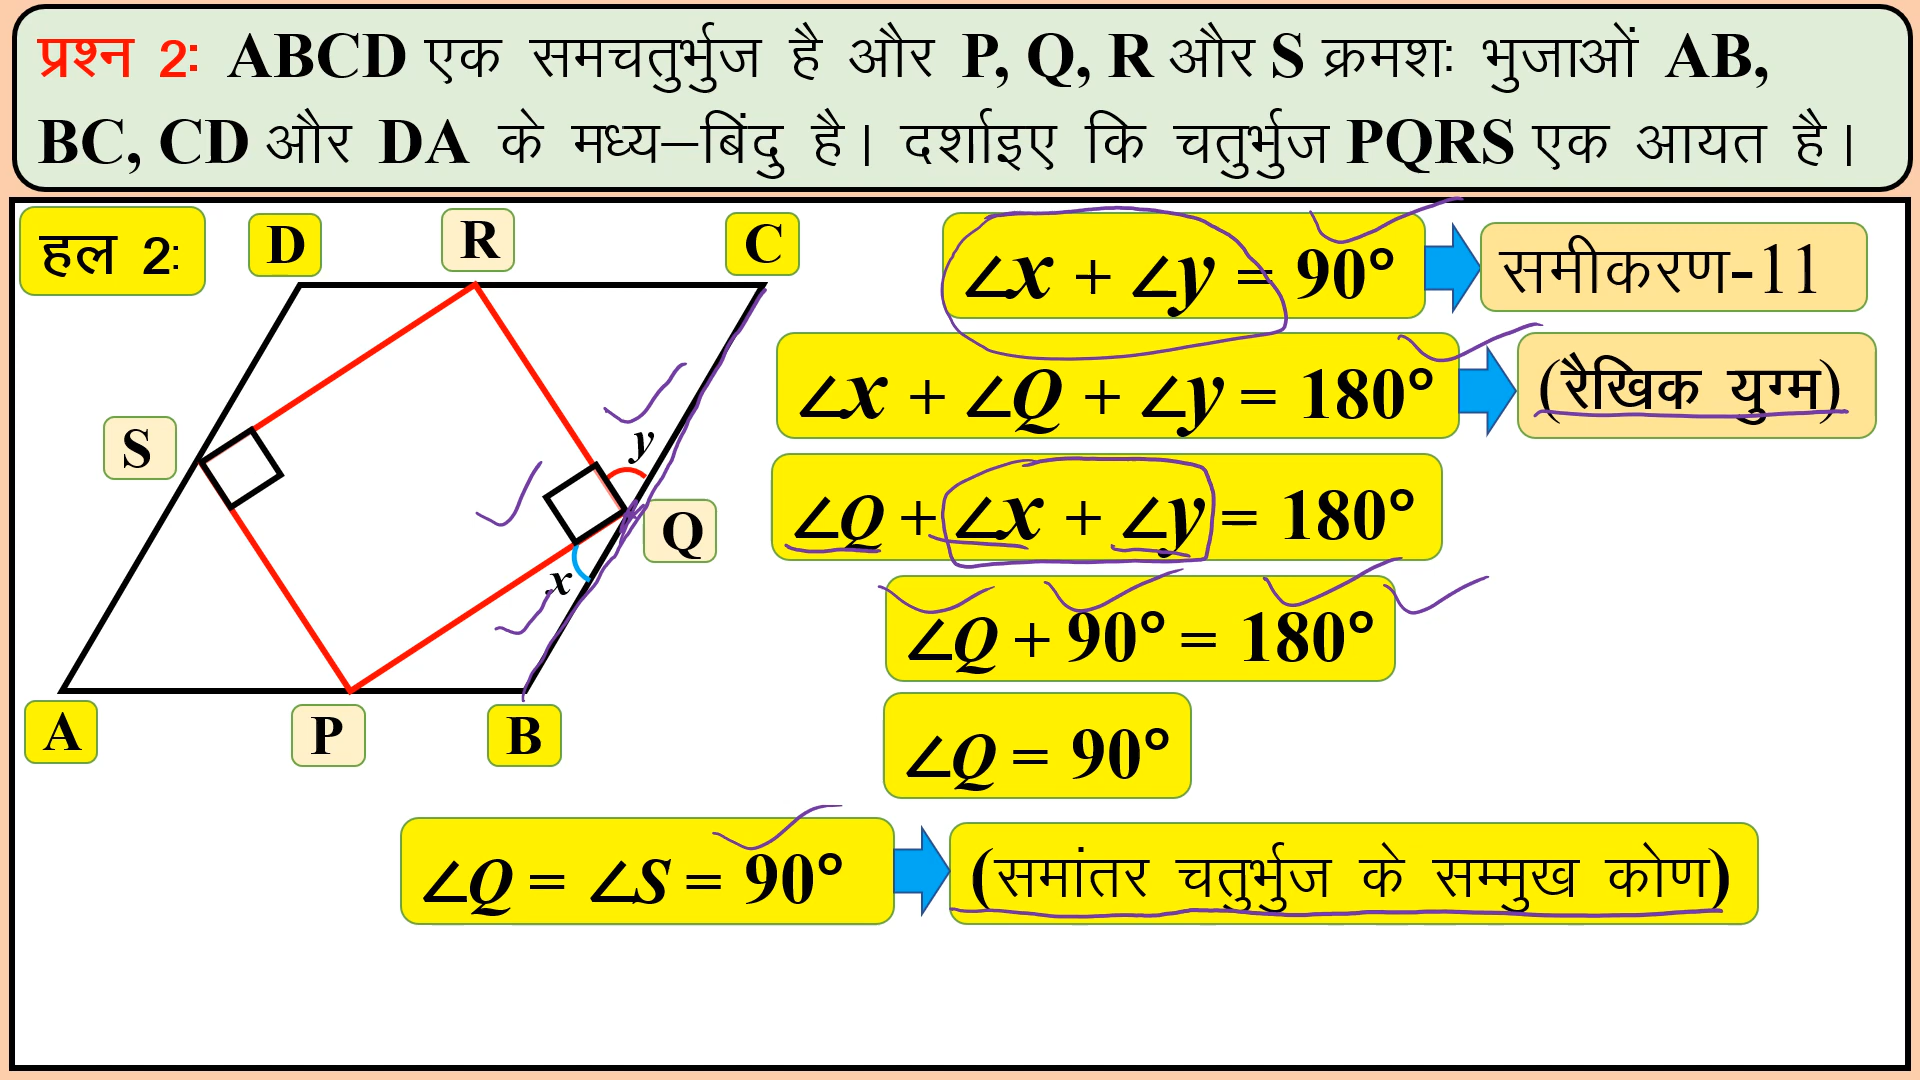 प्रश्न 2: ABCD एक समचतुर्भुज है और P, Q, R और S क्रमशः भुजाओं AB,
BC, CD और DA के मध्य–बिंदु है। दर्शाइए कि चतुर्भुज PQRS एक आयत है।
हल 2:
D R C
S
y
Q
x
A P B
∠x + ∠y = 90° समीकरण-11
∠x + ∠Q + ∠y = 180° (रैखिक युग्म)
∠Q + ∠x + ∠y = 180°
∠Q + 90° = 180°
∠Q = 90°
∠Q = ∠S = 90° (समांतर चतुर्भुज के सम्मुख कोण)